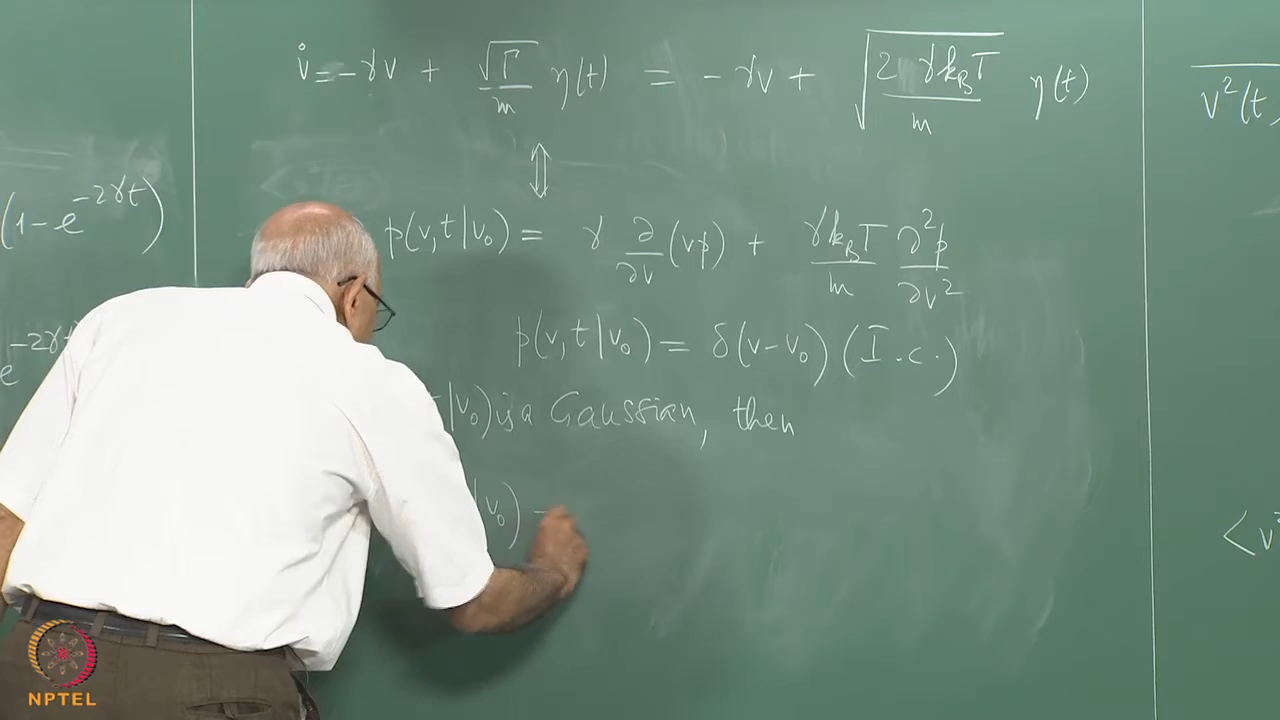 v̇ = -γv + √Γ/m η(t) = -γv + √(2γk_BT/m) η(t)
v²(t
(1-e^{-2γt})
p(v,t|v₀) = γ ∂/∂v (vp) + γk_BT/m ∂²p/∂v²
e^{-2γt}
p(v,t|v₀) = δ(v-v₀) (I.c.)
t|v₀) is a Gaussian, then
|v₀)
<v²
NPTEL